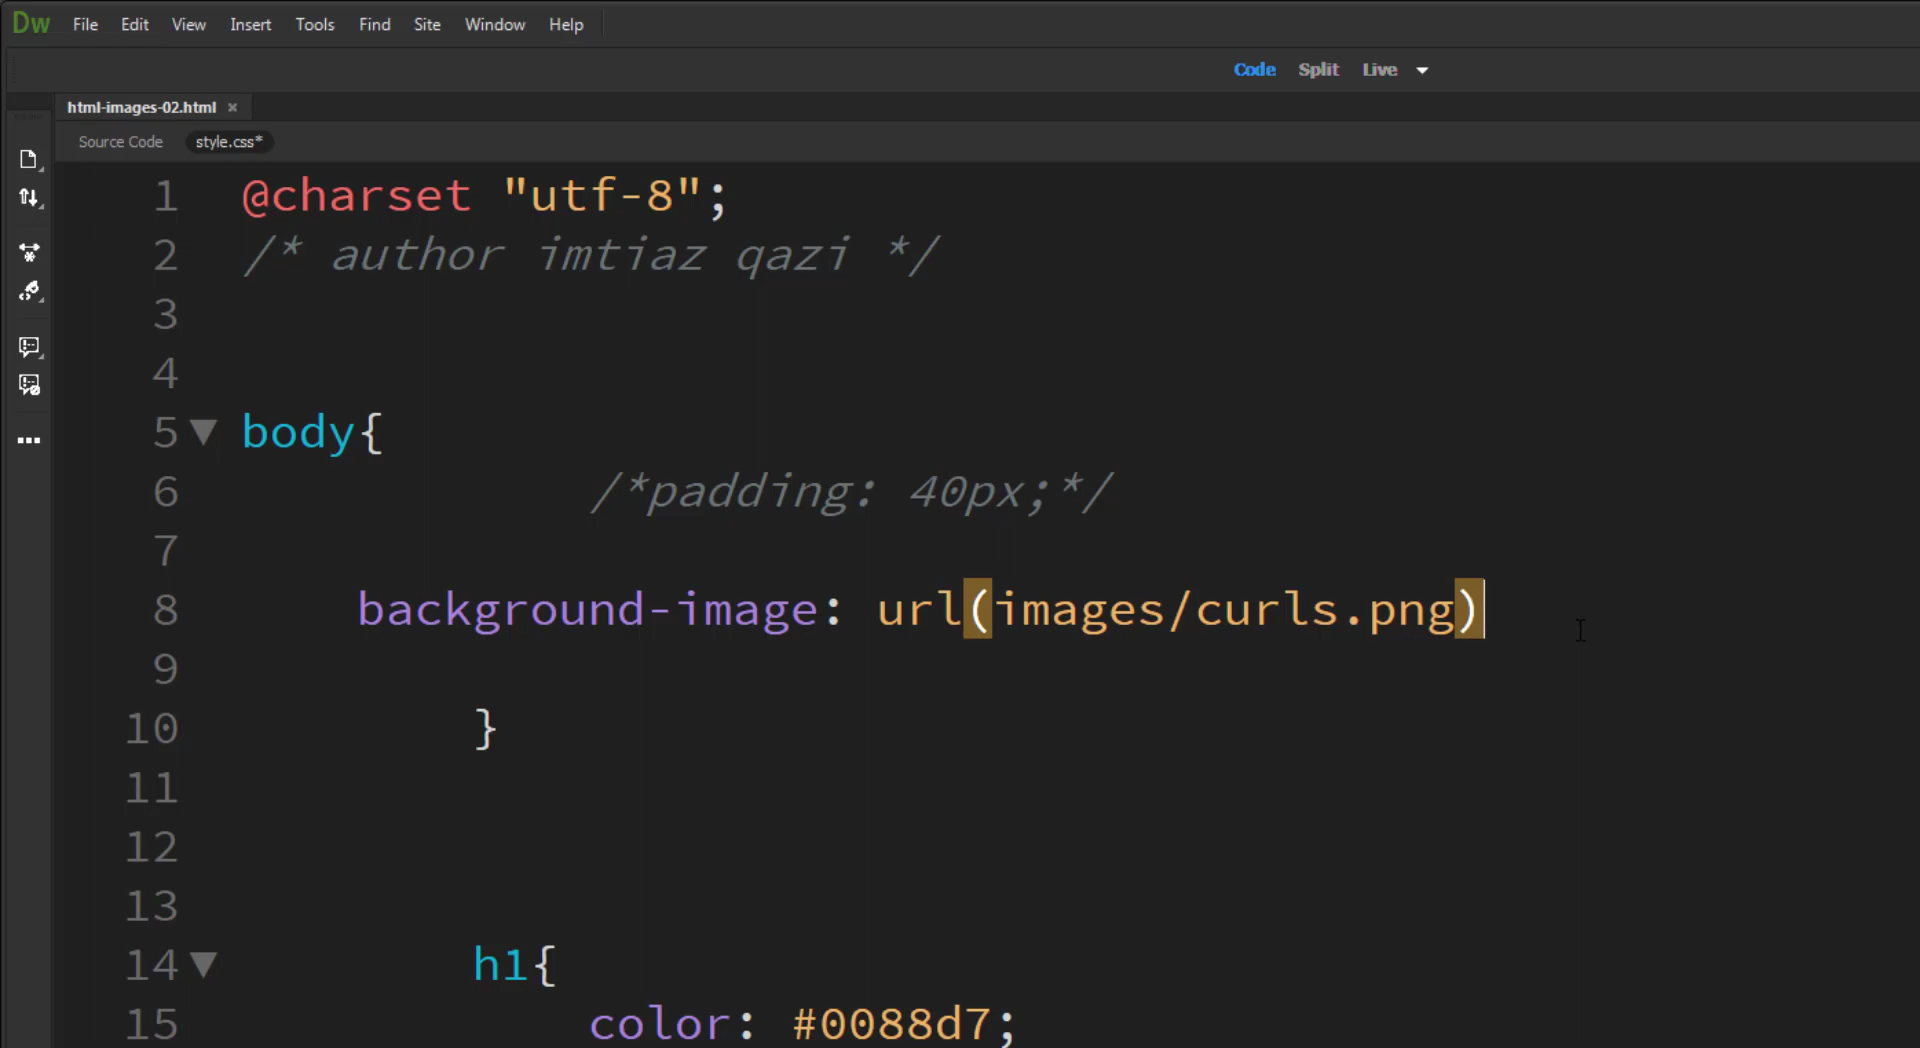 Dw File Edit View Insert Tools Find Site Window Help
Code Split Live
html-images-02.html ×
Source Code style.css*
1 @charset "utf-8";
2 /* author imtiaz qazi */
3
4
5 body{
6 /*padding: 40px;*/
7
8 background-image: url(images/curls.png)
9
10 }
11
12
13
14 h1{
15 color: #0088d7;